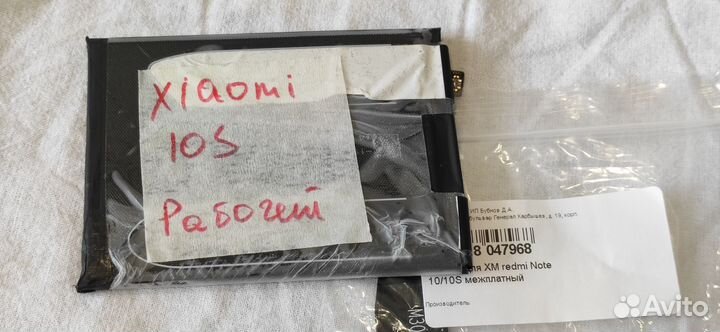 xiaomi
10S
Рабочий
ИП Бубнов Д.А.
бульвар Генерал Карбышев, д. 19, корп.
8 047968
для XM redmi Note
10/10S межплатный
Производитель:
Avito